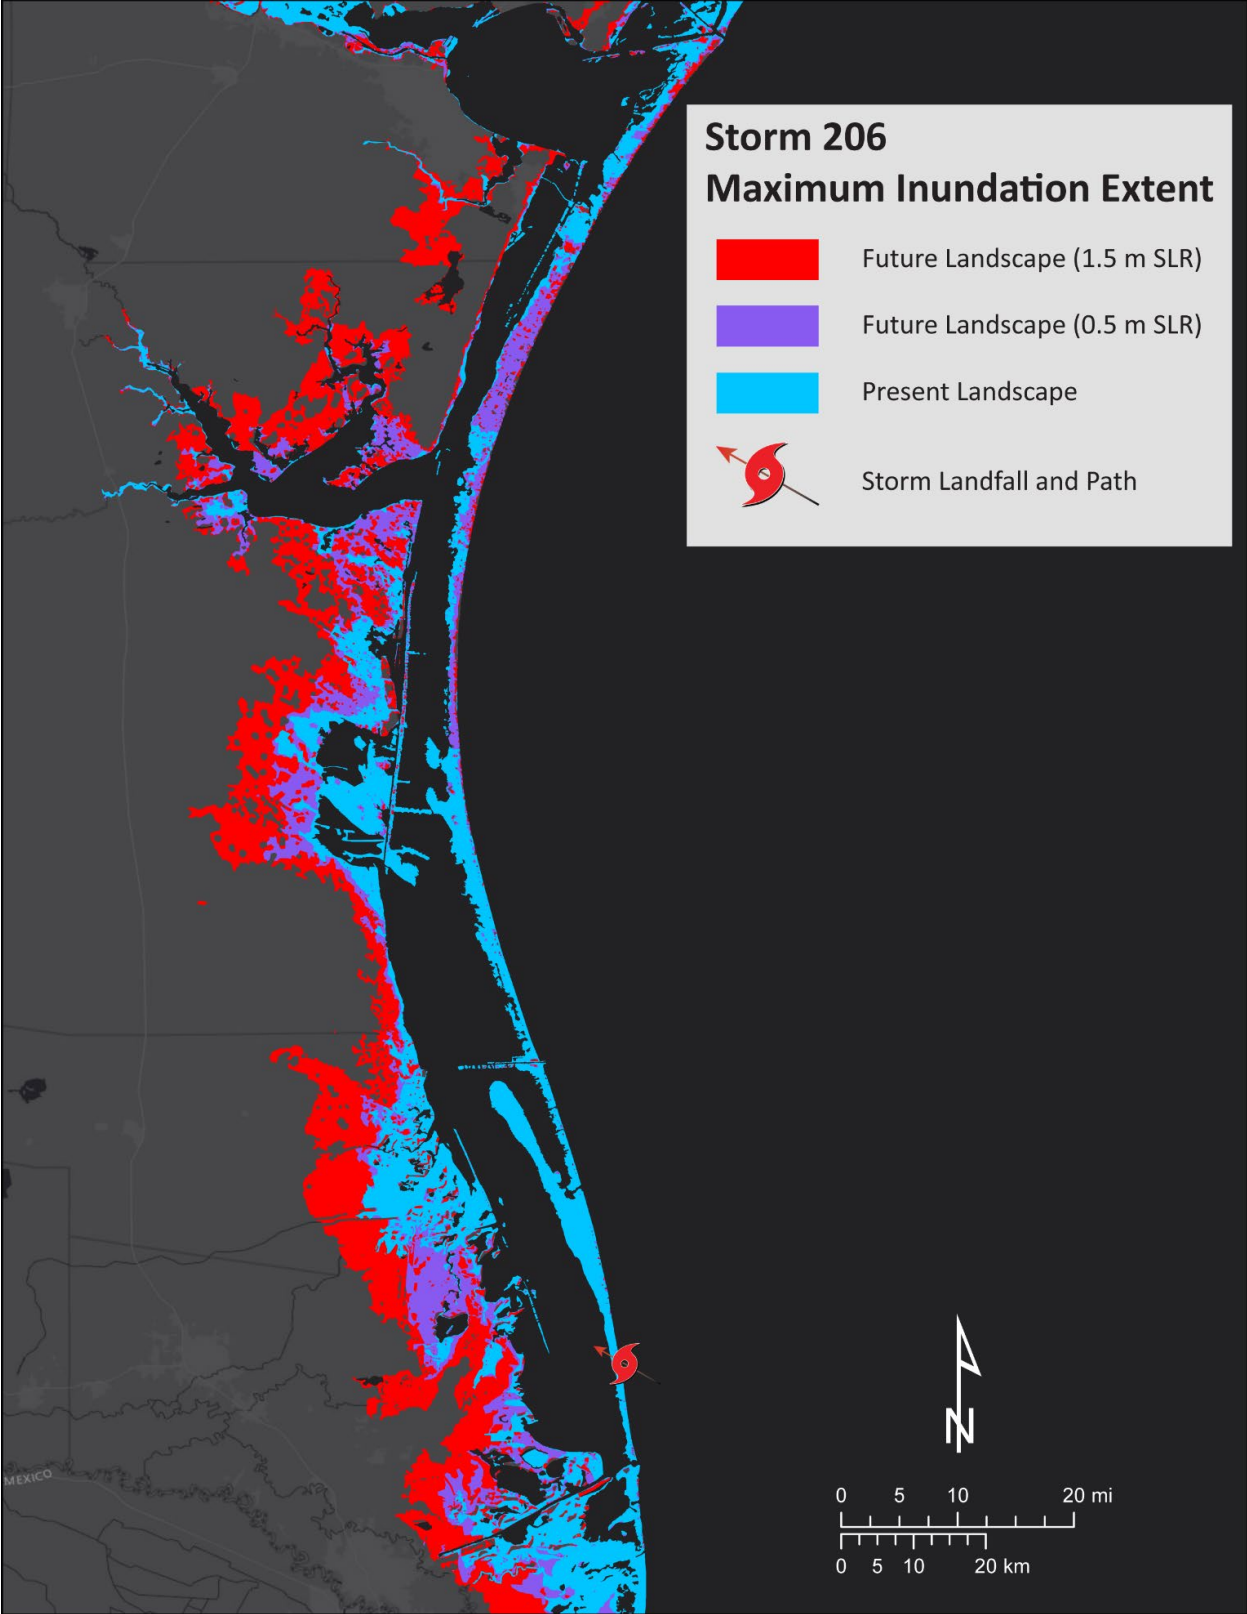 Storm 206
Maximum Inundation Extent
Future Landscape (1.5 m SLR)
Future Landscape (0.5 m SLR)
Present Landscape
Storm Landfall and Path
MEXICO
N
0 5 10 20 mi
0 5 10 20 km